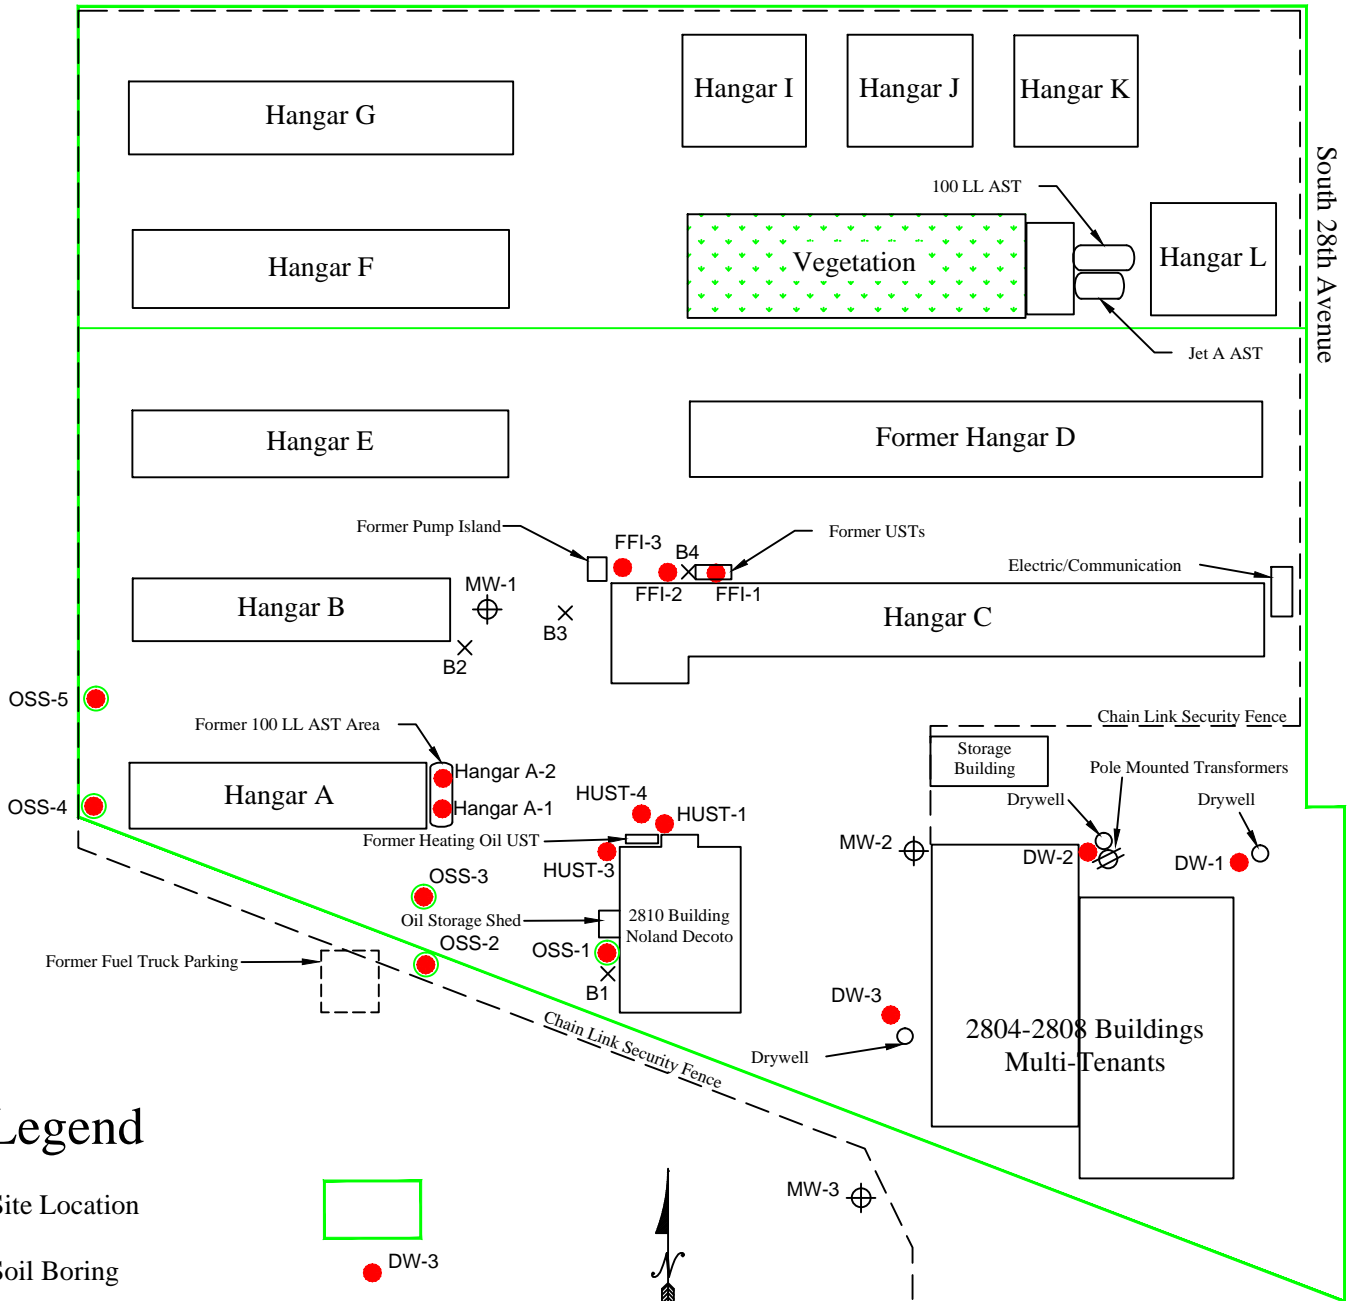 Hangar G
Hangar I
Hangar J
Hangar K
South 28th Avenue
100 LL AST
Hangar F
Vegetation
Hangar L
Jet A AST
Hangar E
Former Hangar D
Former Pump Island
FFI-3
B4
Former USTs
Electric/Communication
Hangar B
MW-1
FFI-2
FFI-1
Hangar C
B3
B2
OSS-5
Former 100 LL AST Area
Chain Link Security Fence
Storage
Building
Pole Mounted Transformers
Hangar A-2
Hangar A
Hangar A-1
OSS-4
HUST-4
HUST-1
Drywell
Drywell
Former Heating Oil UST
MW-2
HUST-3
DW-2
DW-1
OSS-3
Oil Storage Shed
2810 Building
Noland Decoto
OSS-2
OSS-1
Former Fuel Truck Parking
B1
DW-3
Chain Link Security Fence
Drywell
2804-2808 Buildings
Multi-Tenants
Legend
MW-3
Site Location
Soil Boring
DW-3
N